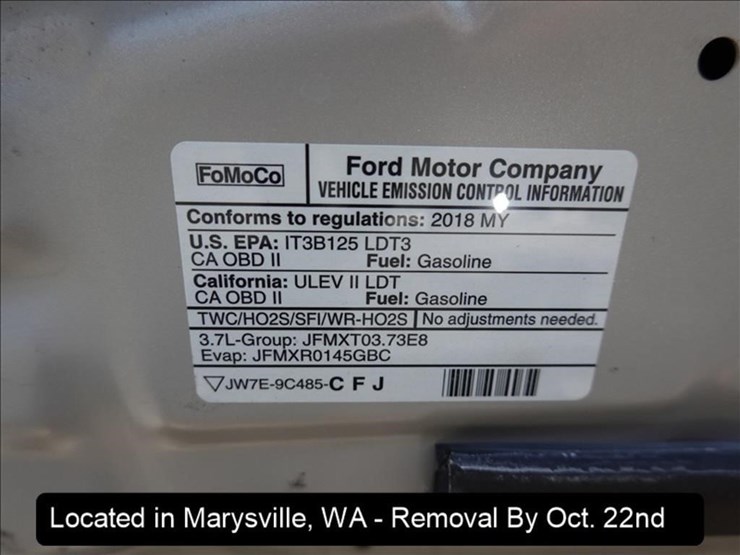 FoMoCo
Ford Motor Company
VEHICLE EMISSION CONTROL INFORMATION
Conforms to regulations: 2018 MY
U.S. EPA: IT3B125 LDT3
CA OBD II Fuel: Gasoline
California: ULEV II LDT
CA OBD II Fuel: Gasoline
TWC/HO2S/SFI/WR-HO2S No adjustments needed.
3.7L-Group: JFMXT03.73E8
Evap: JFMXR0145GBC
JW7E-9C485-C F J
Located in Marysville, WA - Removal By Oct. 22nd